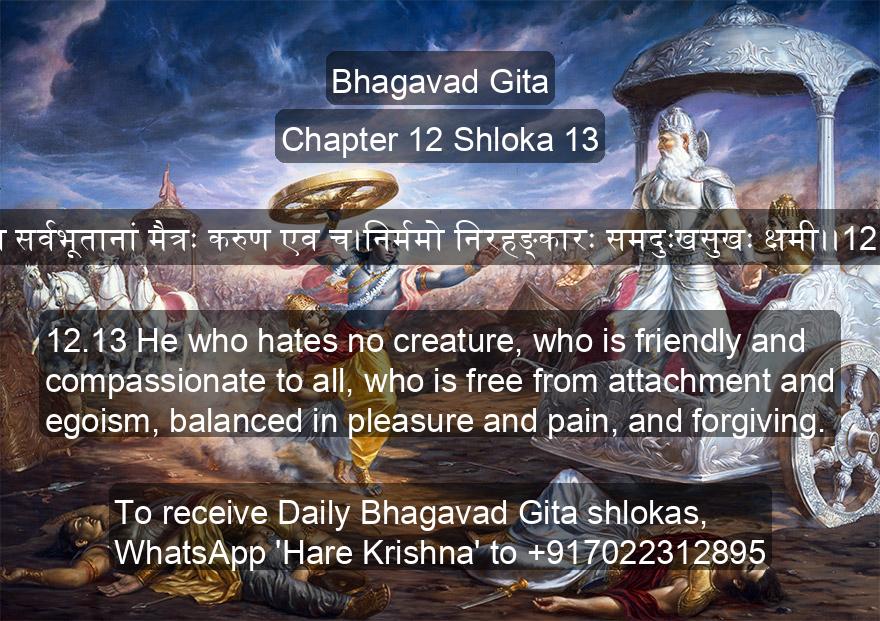 Bhagavad Gita
Chapter 12 Shloka 13
सर्वभूतानां मैत्रः करुण एव च।निर्ममो निरहङ्कारः समदुःखसुखः क्षमी।।12
12.13 He who hates no creature, who is friendly and
compassionate to all, who is free from attachment and
egoism, balanced in pleasure and pain, and forgiving.
To receive Daily Bhagavad Gita shlokas,
WhatsApp 'Hare Krishna' to +917022312895